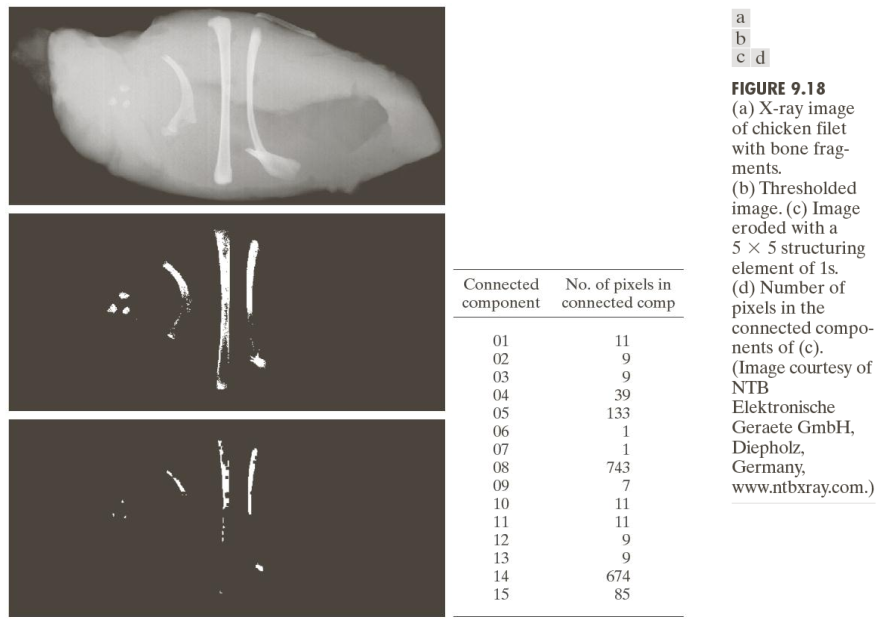 a
b
c d
FIGURE 9.18
(a) X-ray image
of chicken filet
with bone frag-
ments.
(b) Thresholded
image. (c) Image
eroded with a
5 × 5 structuring
element of 1s.
(d) Number of
pixels in the
connected compo-
nents of (c).
(Image courtesy of
NTB
Elektronische
Geraete GmbH,
Diepholz,
Germany,
www.ntbxray.com.)
Connected No. of pixels in
component connected comp
01 11
02 9
03 9
04 39
05 133
06 1
07 1
08 743
09 7
10 11
11 11
12 9
13 9
14 674
15 85